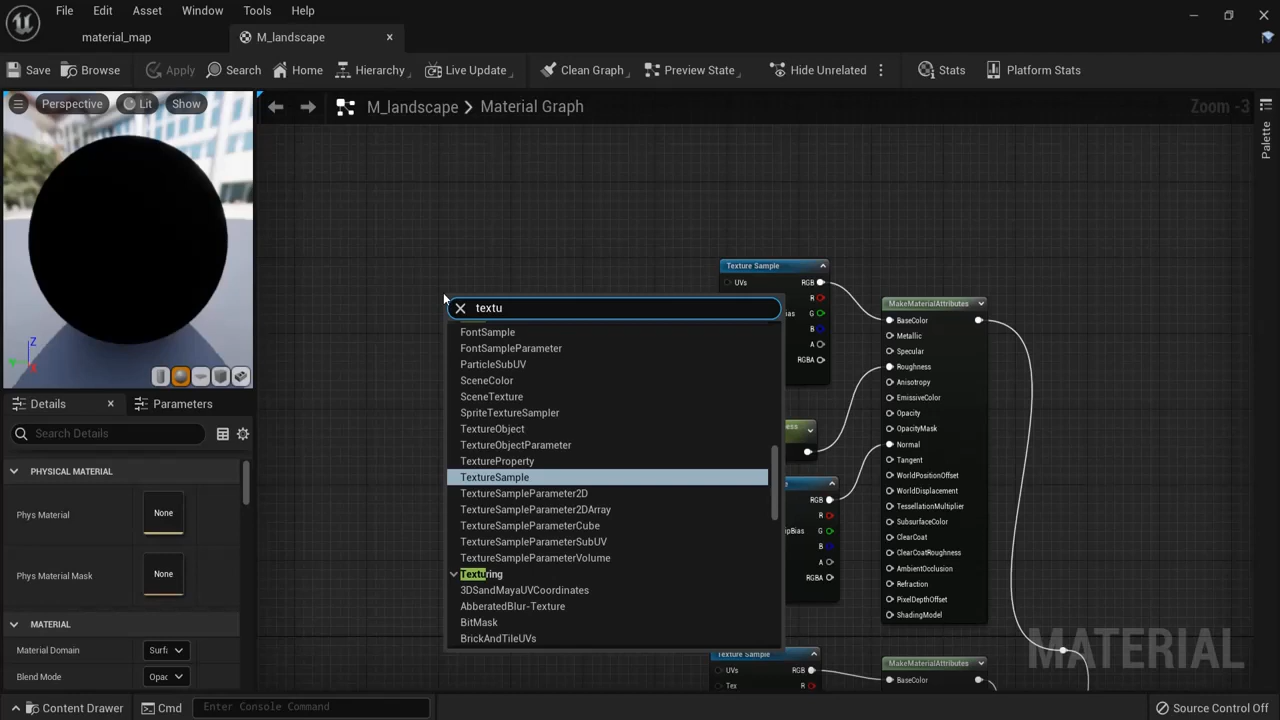 File Edit Asset Window Tools Help
material_map M_landscape
Save Browse Apply Search Home Hierarchy Live Update Clean Graph Preview State Hide Unrelated Stats Platform Stats
Perspective Lit Show
M_landscape > Material Graph
Zoom -3
Palette
Z
Details
Parameters
Search Details
PHYSICAL MATERIAL
Phys Material
None
Phys Material Mask
None
MATERIAL
Material Domain
Surfa
Blend Mode
Opac
textu
FontSample
FontSampleParameter
ParticleSubUV
SceneColor
SceneTexture
SpriteTextureSampler
TextureObject
TextureObjectParameter
TextureProperty
TextureSample
TextureSampleParameter2D
TextureSampleParameter2DArray
TextureSampleParameterCube
TextureSampleParameterSubUV
TextureSampleParameterVolume
Texturing
3DSandMayaUVCoordinates
AbberatedBlur-Texture
BitMask
BrickAndTileUVs
Texture Sample
UVs RGB
R
ias G
B
A
RGBA
ess
RGB
R
ipBias G
B
A
RGBA
MakeMaterialAttributes
BaseColor
Metallic
Specular
Roughness
Anisotropy
EmissiveColor
Opacity
OpacityMask
Normal
Tangent
WorldPositionOffset
WorldDisplacement
TessellationMultiplier
SubsurfaceColor
ClearCoat
ClearCoatRoughness
AmbientOcclusion
Refraction
PixelDepthOffset
ShadingModel
MATERIAL
Texture Sample
UVs RGB
Tex R
MakeMaterialAttributes
BaseColor
Content Drawer Cmd Enter Console Command Source Control Off